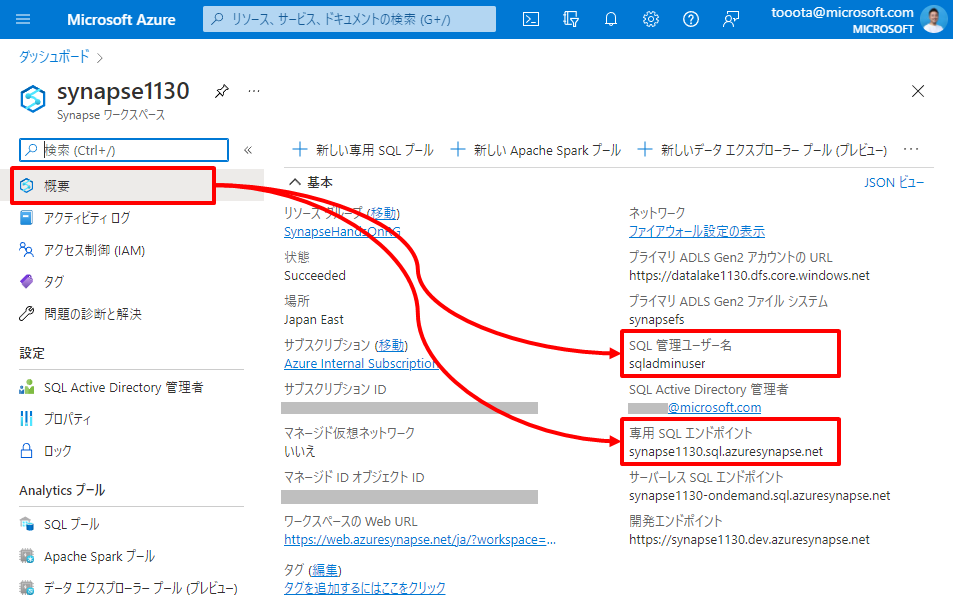 Microsoft Azure
リソース、サービス、ドキュメントの検索 (G+/)
tooota@microsoft.com
MICROSOFT
ダッシュボード
synapse1130
Synapse ワークスペース
検索 (Ctrl+/)
概要
アクティビティ ログ
アクセス制御 (IAM)
タグ
問題の診断と解決
設定
SQL Active Directory 管理者
プロパティ
ロック
Analytics プール
SQL プール
Apache Spark プール
データ エクスプローラー プール (プレビュー)
新しい専用 SQL プール
新しい Apache Spark プール
新しいデータ エクスプローラー プール (プレビュー)
基本
JSON ビュー
リソース グループ (移動)
SynapseHandsOnRG
状態
Succeeded
場所
Japan East
サブスクリプション (移動)
Azure Internal Subscription
サブスクリプション ID
マネージド仮想ネットワーク
いいえ
マネージド ID オブジェクト ID
ワークスペースの Web URL
https://web.azuresynapse.net/ja/?workspace=...
タグ (編集)
タグを追加するにはここをクリック
ネットワーク
ファイアウォール設定の表示
プライマリ ADLS Gen2 アカウントの URL
https://datalake1130.dfs.core.windows.net
プライマリ ADLS Gen2 ファイル システム
synapsefs
SQL 管理ユーザー名
sqladminuser
SQL Active Directory 管理者
@microsoft.com
専用 SQL エンドポイント
synapse1130.sql.azuresynapse.net
サーバーレス SQL エンドポイント
synapse1130-ondemand.sql.azuresynapse.net
開発エンドポイント
https://synapse1130.dev.azuresynapse.net